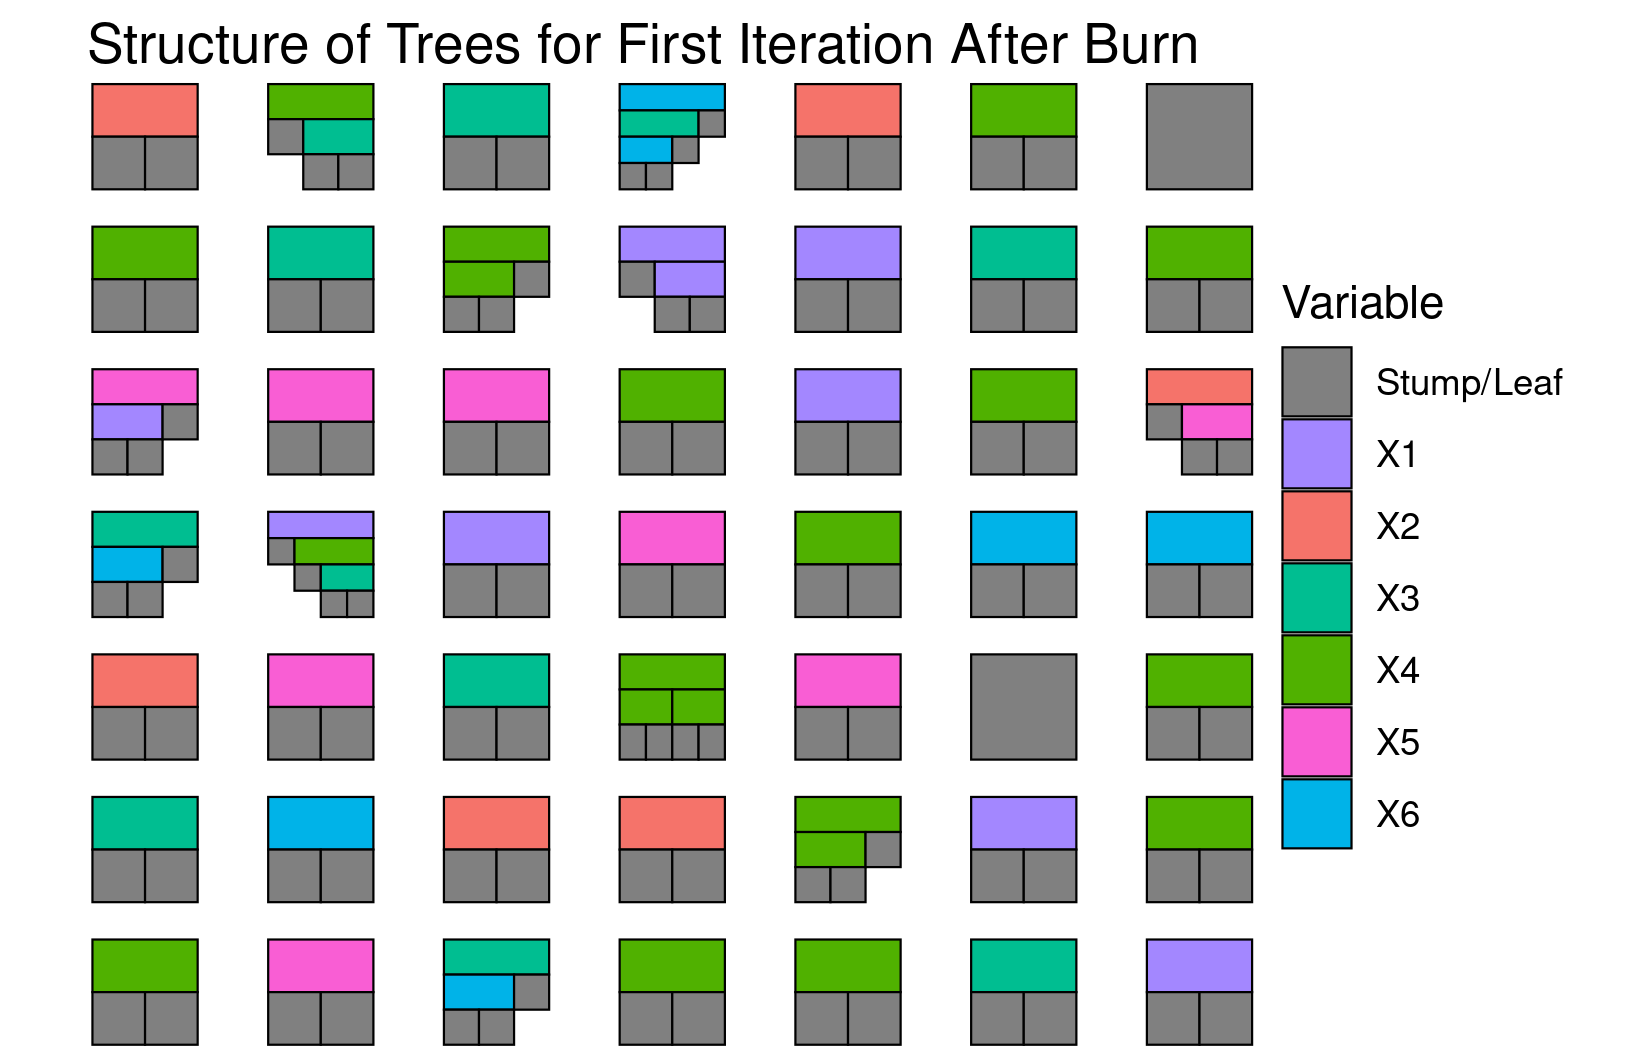 Structure of Trees for First Iteration After Burn
Variable
Stump/Leaf
X1
X2
X3
X4
X5
X6